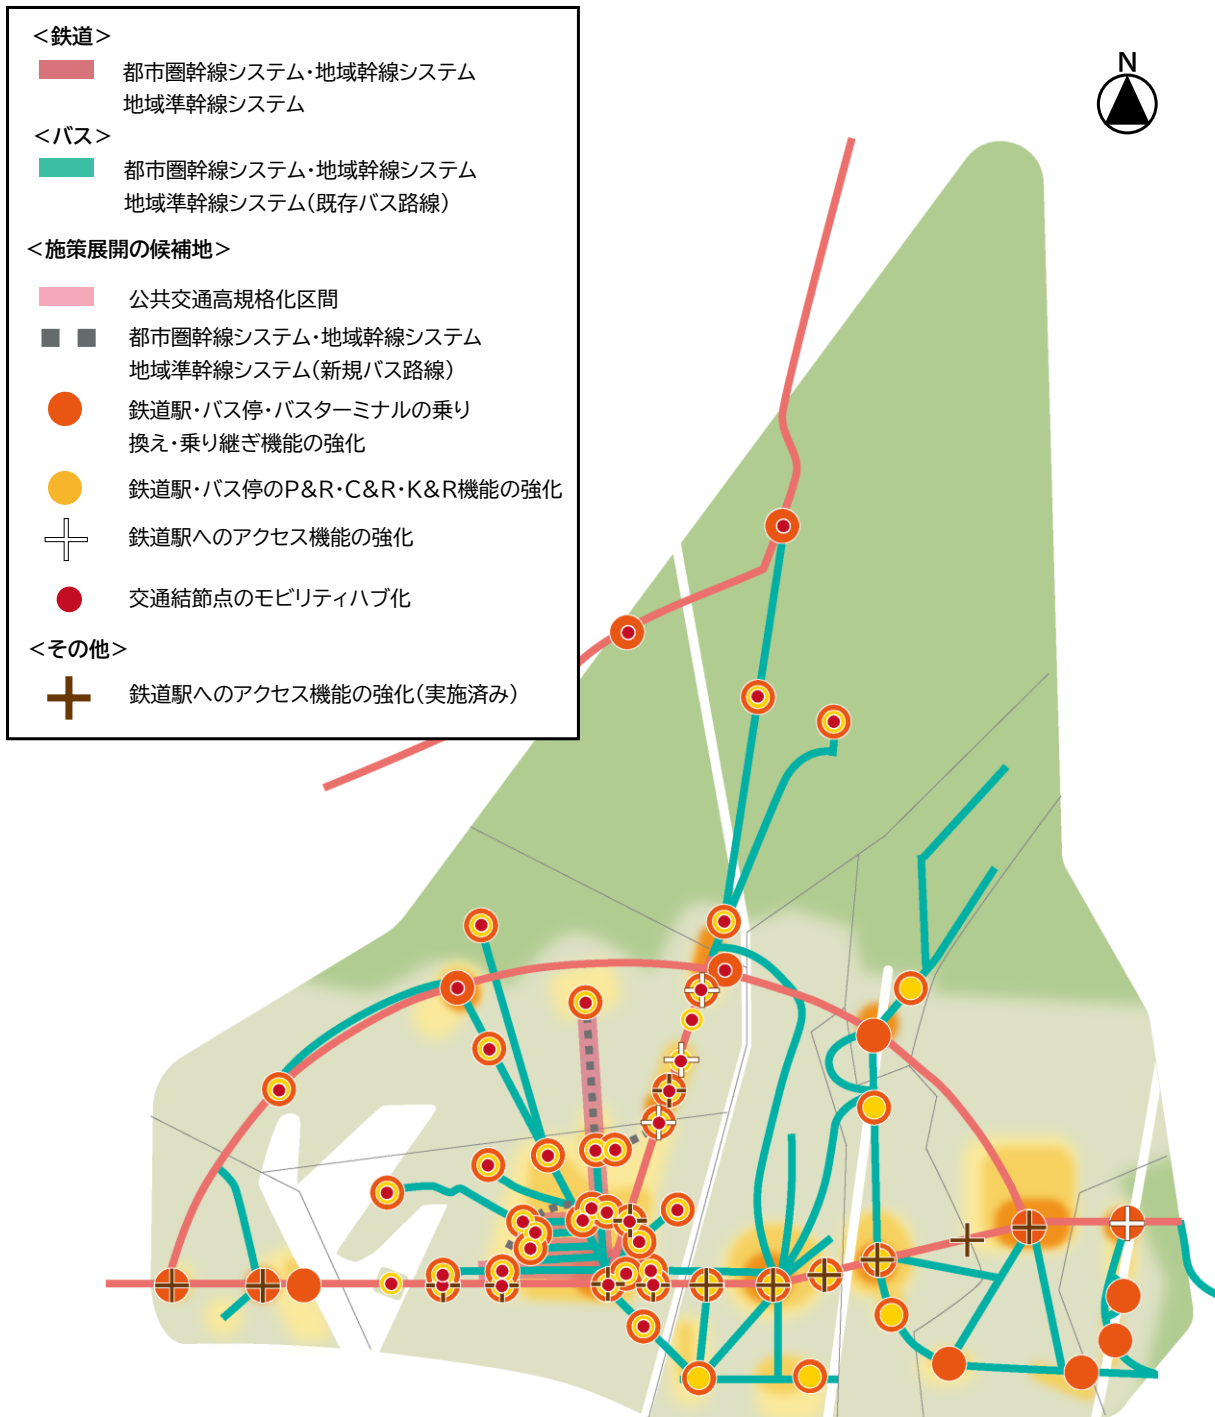 ＜鉄道＞
都市圏幹線システム・地域幹線システム
地域準幹線システム
＜バス＞
都市圏幹線システム・地域幹線システム
地域準幹線システム（既存バス路線）
＜施策展開の候補地＞
公共交通高規格化区間
都市圏幹線システム・地域幹線システム
地域準幹線システム（新規バス路線）
鉄道駅・バス停・バスターミナルの乗り
換え・乗り継ぎ機能の強化
鉄道駅・バス停のP&R・C&R・K&R機能の強化
鉄道駅へのアクセス機能の強化
交通結節点のモビリティハブ化
＜その他＞
鉄道駅へのアクセス機能の強化（実施済み）
N